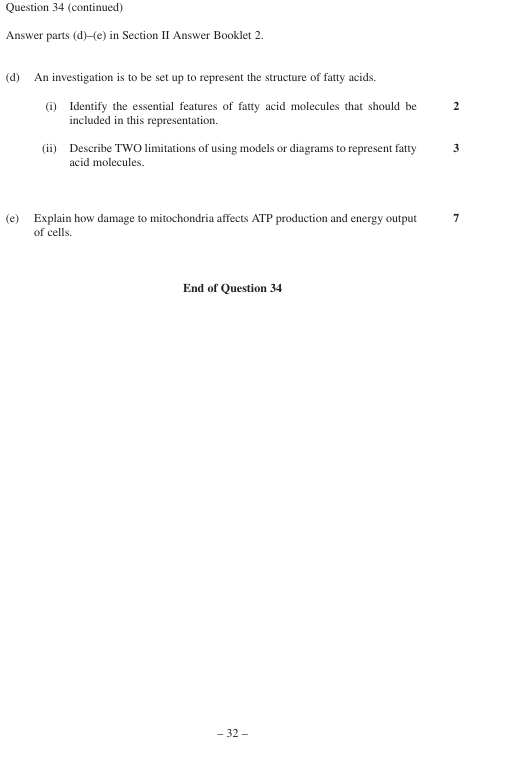 Question 34 (continued)
Answer parts (d)–(e) in Section II Answer Booklet 2.
(d) An investigation is to be set up to represent the structure of fatty acids.
(i) Identify the essential features of fatty acid molecules that should be 2
included in this representation.
(ii) Describe TWO limitations of using models or diagrams to represent fatty 3
acid molecules.
(e) Explain how damage to mitochondria affects ATP production and energy output 7
of cells.
End of Question 34
– 32 –